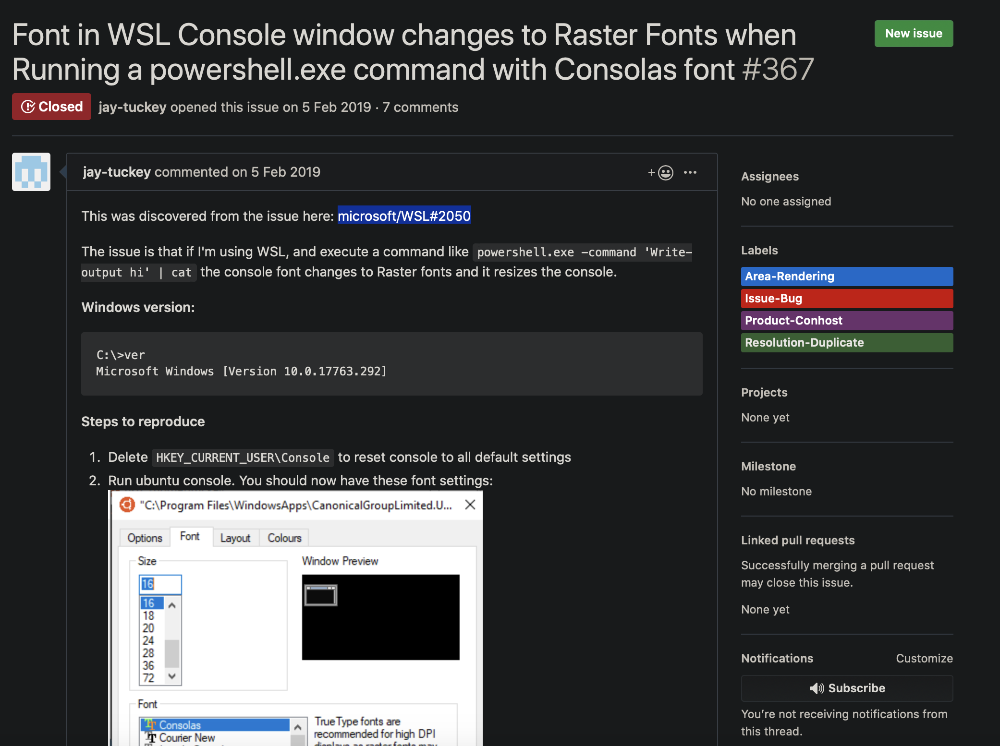 Font in WSL Console window changes to Raster Fonts when
Running a powershell.exe command with Consolas font #367
New issue
Closed
jay-tuckey opened this issue on 5 Feb 2019 · 7 comments
jay-tuckey commented on 5 Feb 2019
This was discovered from the issue here: microsoft/WSL#2050
The issue is that if I'm using WSL, and execute a command like powershell.exe -command 'Write-
output hi' | cat the console font changes to Raster fonts and it resizes the console.
Windows version:
C:\>ver
Microsoft Windows [Version 10.0.17763.292]
Steps to reproduce
1. Delete HKEY_CURRENT_USER\Console to reset console to all default settings
2. Run ubuntu console. You should now have these font settings:
"C:\Program Files\WindowsApps\CanonicalGroupLimited.U...
Options
Font
Layout
Colours
Size
16
16
18
20
24
28
36
72
Window Preview
Font
Consolas
Courier New
TrueType fonts are
recommended for high DPI
displays as raster fonts may
Assignees
No one assigned
Labels
Area-Rendering
Issue-Bug
Product-Conhost
Resolution-Duplicate
Projects
None yet
Milestone
No milestone
Linked pull requests
Successfully merging a pull request
may close this issue.
None yet
Notifications
Customize
Subscribe
You're not receiving notifications from
this thread.